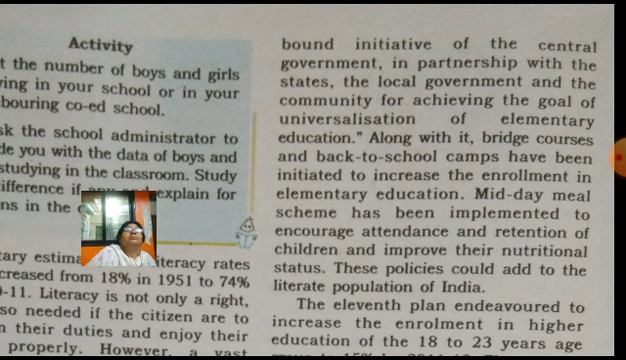 Activity
t the number of boys and girls
ing in your school or in your
bouring co-ed school.
sk the school administrator to
de you with the data of boys and
studying in the classroom. Study
ifference if any and explain for
ns in the
tary estima literacy rates
creased from 18% in 1951 to 74%
-11. Literacy is not only a right,
so needed if the citizen are to
n their duties and enjoy their
properly. However, a vast
bound initiative of the central
government, in partnership with the
states, the local government and the
community for achieving the goal of
universalisation of elementary
education." Along with it, bridge courses
and back-to-school camps have been
initiated to increase the enrollment in
elementary education. Mid-day meal
scheme has been implemented to
encourage attendance and retention of
children and improve their nutritional
status. These policies could add to the
literate population of India.
The eleventh plan endeavoured to
increase the enrolment in higher
education of the 18 to 23 years age